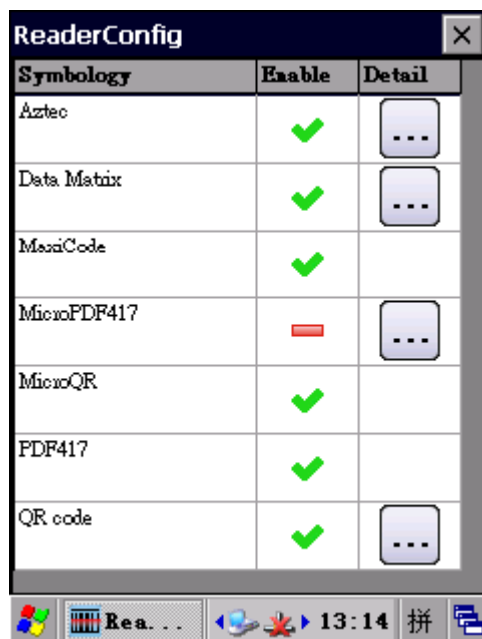 ReaderConfig
Symbology Enable Detail
Aztec ...
Data Matrix ...
MaxiCode
MicroPDF417 ...
MicroQR
PDF417
QR code ...
Rea... 13:14 拼